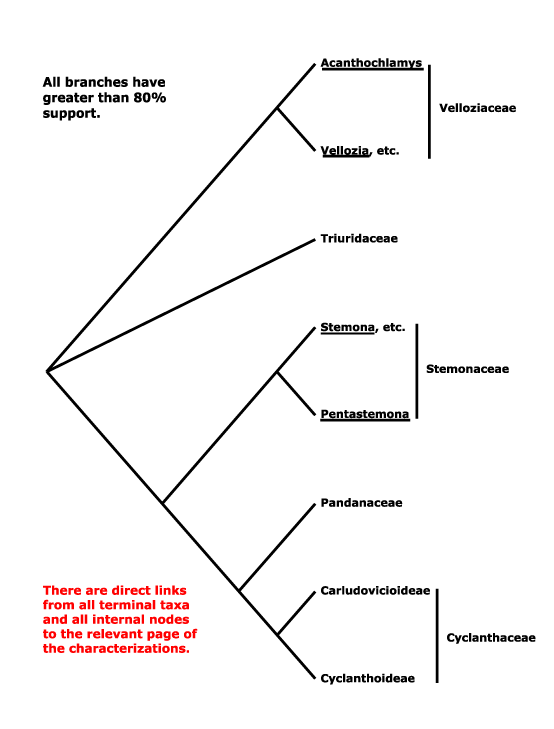 All branches have
greater than 80%
support.
Acanthochlamys
Velloziaceae
Vellozia, etc.
Triuridaceae
Stemona, etc.
Stemonaceae
Pentastemona
Pandanaceae
There are direct links
from all terminal taxa
and all internal nodes
to the relevant page of
the characterizations.
Carludovicioideae
Cyclanthaceae
Cyclanthoideae